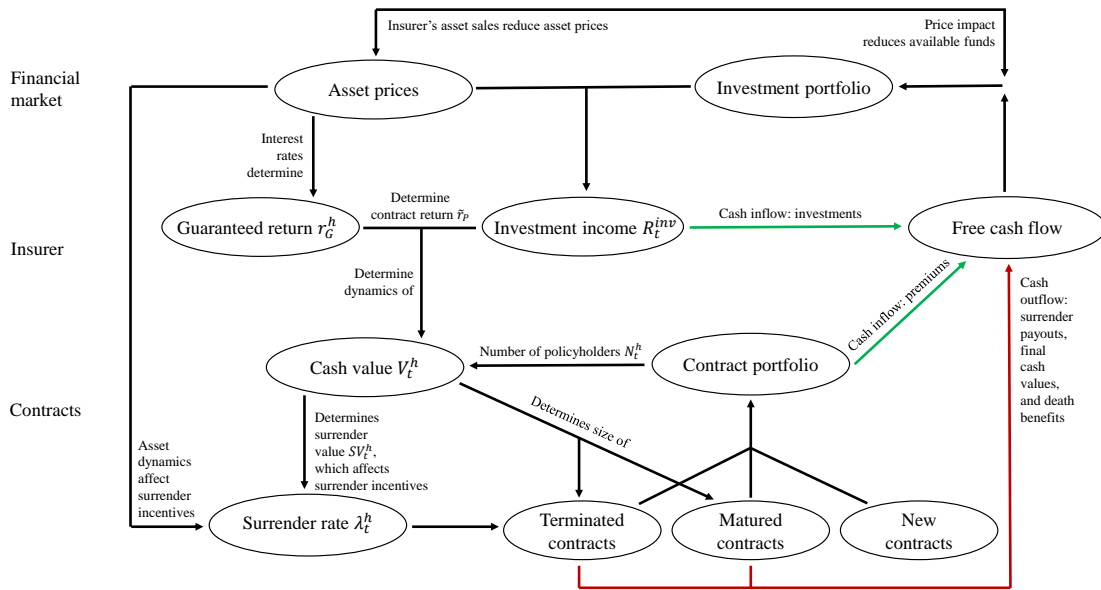 Insurer's asset sales reduce asset prices
Price impact
reduces available funds
Financial
market
Asset prices
Investment portfolio
Interest
rates
determine
Determine
contract return r̃_P
Guaranteed return r_G^h
Investment income R_t^{inv}
Cash inflow: investments
Free cash flow
Insurer
Determine
dynamics of
Cash inflow: premiums
Cash
outflow:
surrender
payouts,
final
cash
values,
and death
benefits
Cash value V_t^h
Number of policyholders N_t^h
Contract portfolio
Contracts
Determines size of
Determines
surrender
value SV_t^h,
which affects
surrender incentives
Asset
dynamics
affect
surrender
incentives
Surrender rate λ_t^h
Terminated
contracts
Matured
contracts
New
contracts